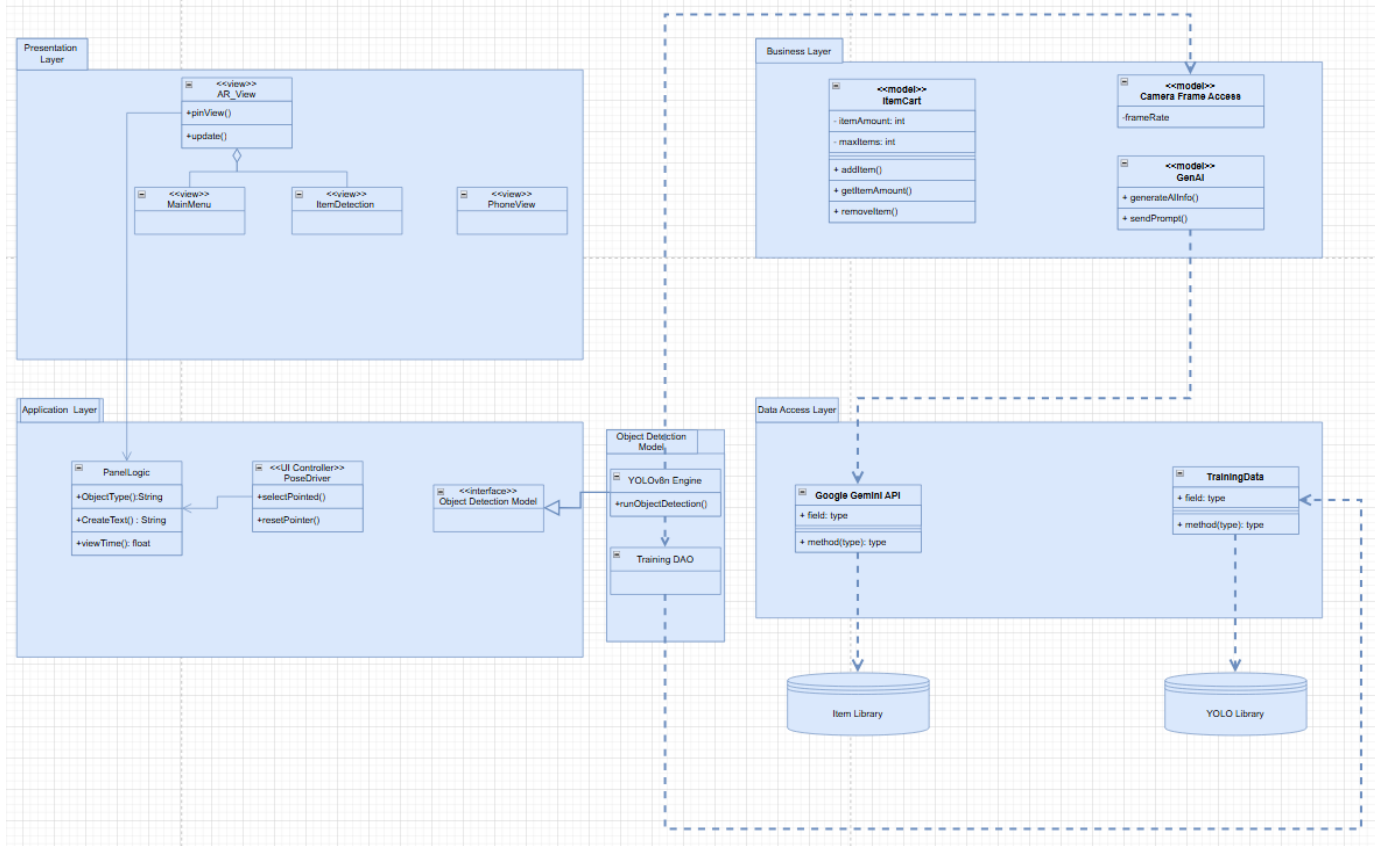 Presentation
Layer
<<view>>
AR_View
+pinView()
+update()
<<view>>
MainMenu
<<view>>
ItemDetection
<<view>>
PhoneView
Business Layer
<<model>>
ItemCart
- itemAmount: int
- maxItems: int
+ addItem()
+ getItemAmount()
+ removeItem()
<<model>>
Camera Frame Access
-frameRate
<<model>>
GenAI
+ generateAIInfo()
+ sendPrompt()
Application Layer
PanelLogic
+ObjectType():String
+CreateText() : String
+viewTime(): float
<<UI Controller>>
PoseDriver
+selectPointed()
+resetPointer()
<<interface>>
Object Detection Model
Object Detection
Model
YOLOv8n Engine
+runObjectDetection()
Training DAO
Data Access Layer
Google Gemini API
+ field: type
+ method(type): type
TrainingData
+ field: type
+ method(type): type
Item Library
YOLO Library